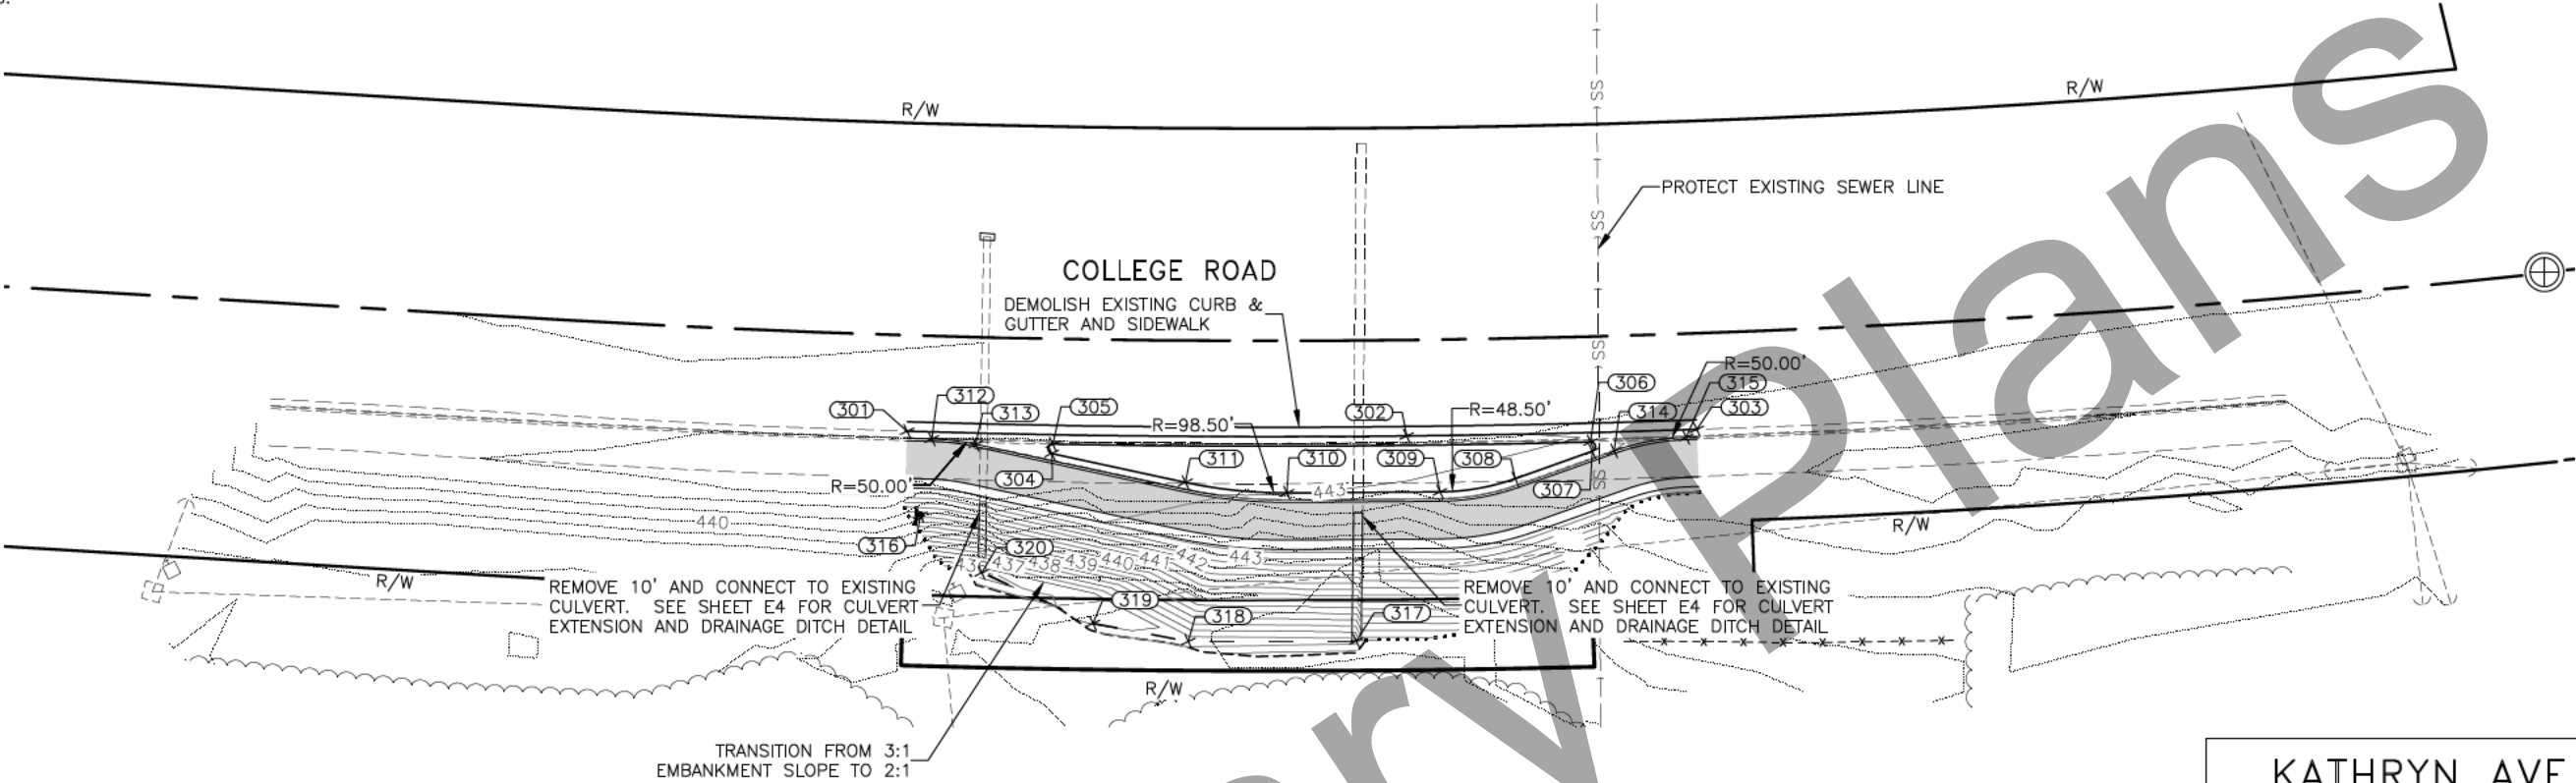 R/W
R/W
SS
PROTECT EXISTING SEWER LINE
SS
COLLEGE ROAD
DEMOLISH EXISTING CURB &
GUTTER AND SIDEWALK
SS
R=50.00'
306
315
312
301
313
305
302
R=48.50'
314
303
R=98.50'
311
310
309
308
304
R=50.00'
443
307
SS
440
316
320
436 437 438 439 440 441 442 443
R/W
R/W
REMOVE 10' AND CONNECT TO EXISTING
CULVERT. SEE SHEET E4 FOR CULVERT
EXTENSION AND DRAINAGE DITCH DETAIL
REMOVE 10' AND CONNECT TO EXISTING
CULVERT. SEE SHEET E4 FOR CULVERT
EXTENSION AND DRAINAGE DITCH DETAIL
319
318
317
R/W
TRANSITION FROM 3:1
EMBANKMENT SLOPE TO 2:1
KATHRYN AVE
ry Plans